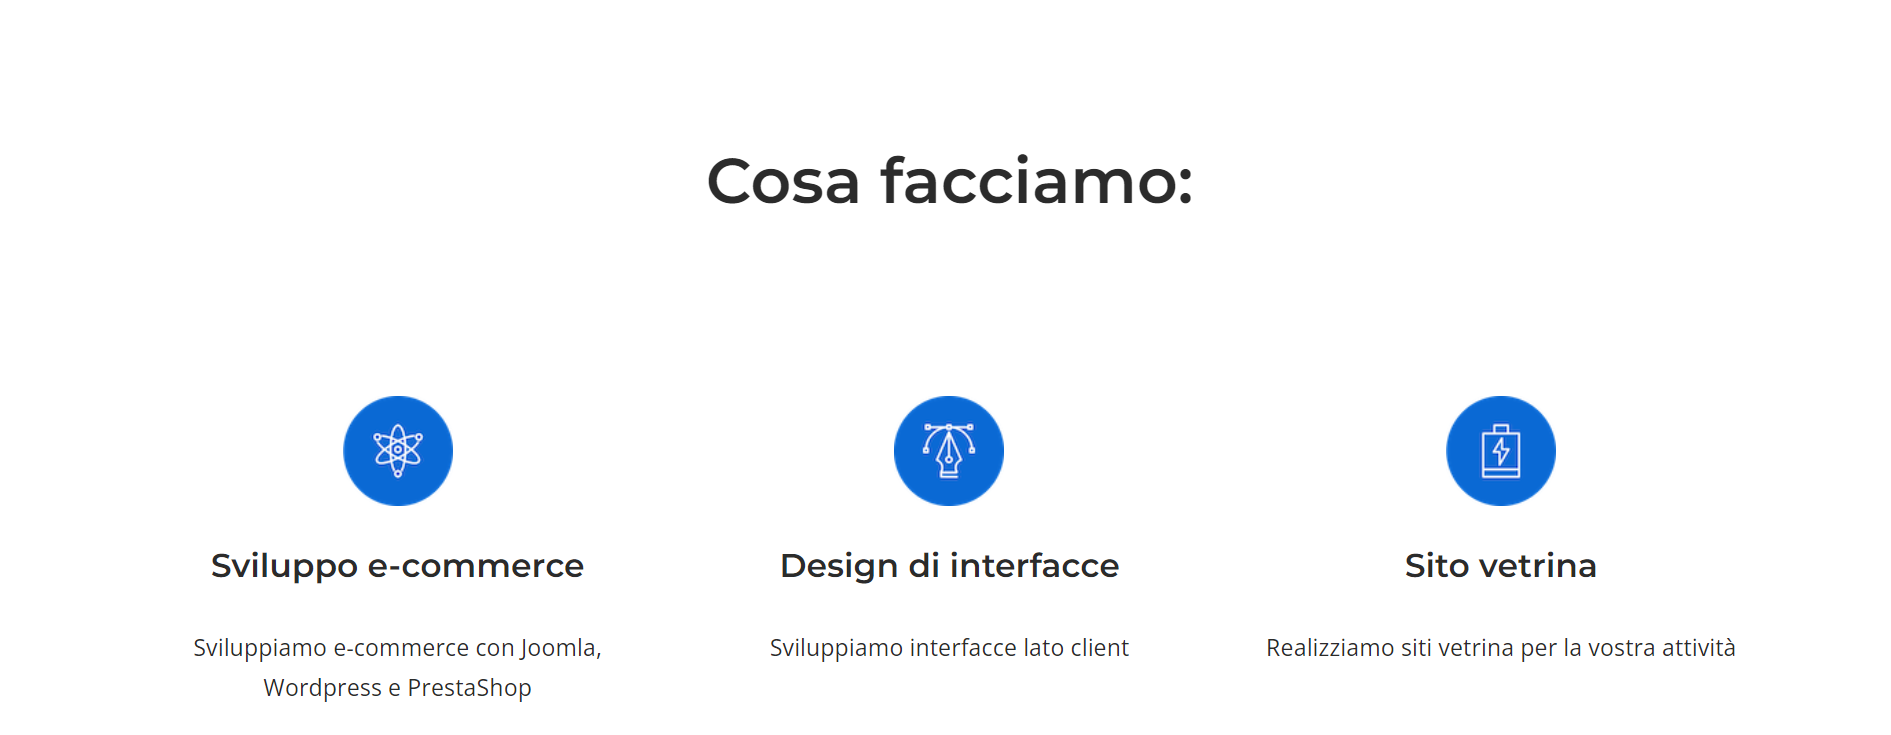 Cosa facciamo:
Sviluppo e-commerce
Sviluppiamo e-commerce con Joomla,
Wordpress e PrestaShop
Design di interfacce
Sviluppiamo interfacce lato client
Sito vetrina
Realizziamo siti vetrina per la vostra attività